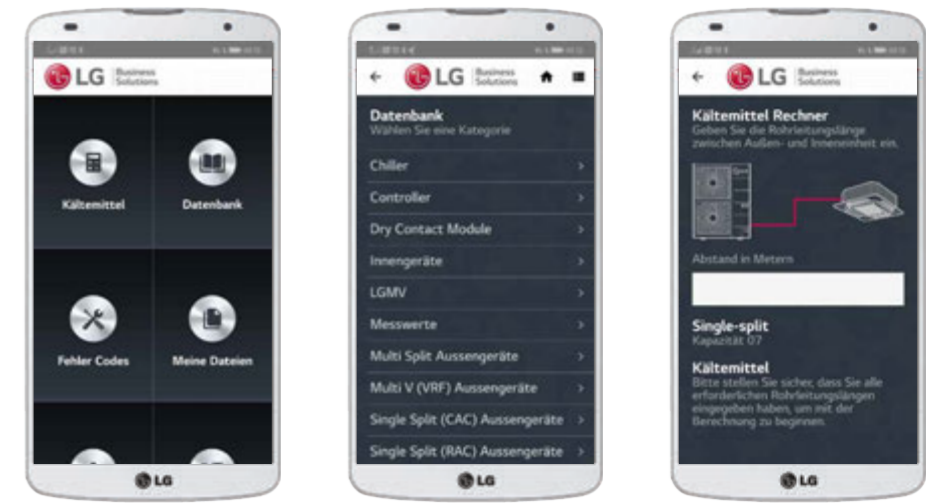 LG Business
Solutions
Kältemittel
Datenbank
Fehler Codes
Meine Dateien
LG
LG Business
Solutions
Datenbank
Wählen Sie eine Kategorie
Chiller
Controller
Dry Contact Module
Innengeräte
LGMV
Messwerte
Multi Split Aussengeräte
Multi V (VRF) Aussengeräte
Single Split (CAC) Aussengeräte
Single Split (RAC) Aussengeräte
LG
LG Business
Solutions
Kältemittel Rechner
Geben Sie die Rohrleitungslänge
zwischen Außen- und Inneneinheit ein.
Abstand in Metern
Single-split
Kapazität 07
Kältemittel
Bitte stellen Sie sicher, dass Sie alle
erforderlichen Rohrleitungslängen
eingegeben haben, um mit der
Berechnung zu beginnen.
LG